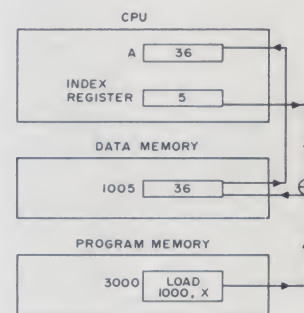 CPU
A 36
INDEX
REGISTER 5
DATA MEMORY
1005 36
PROGRAM MEMORY
3000 LOAD
1000, X